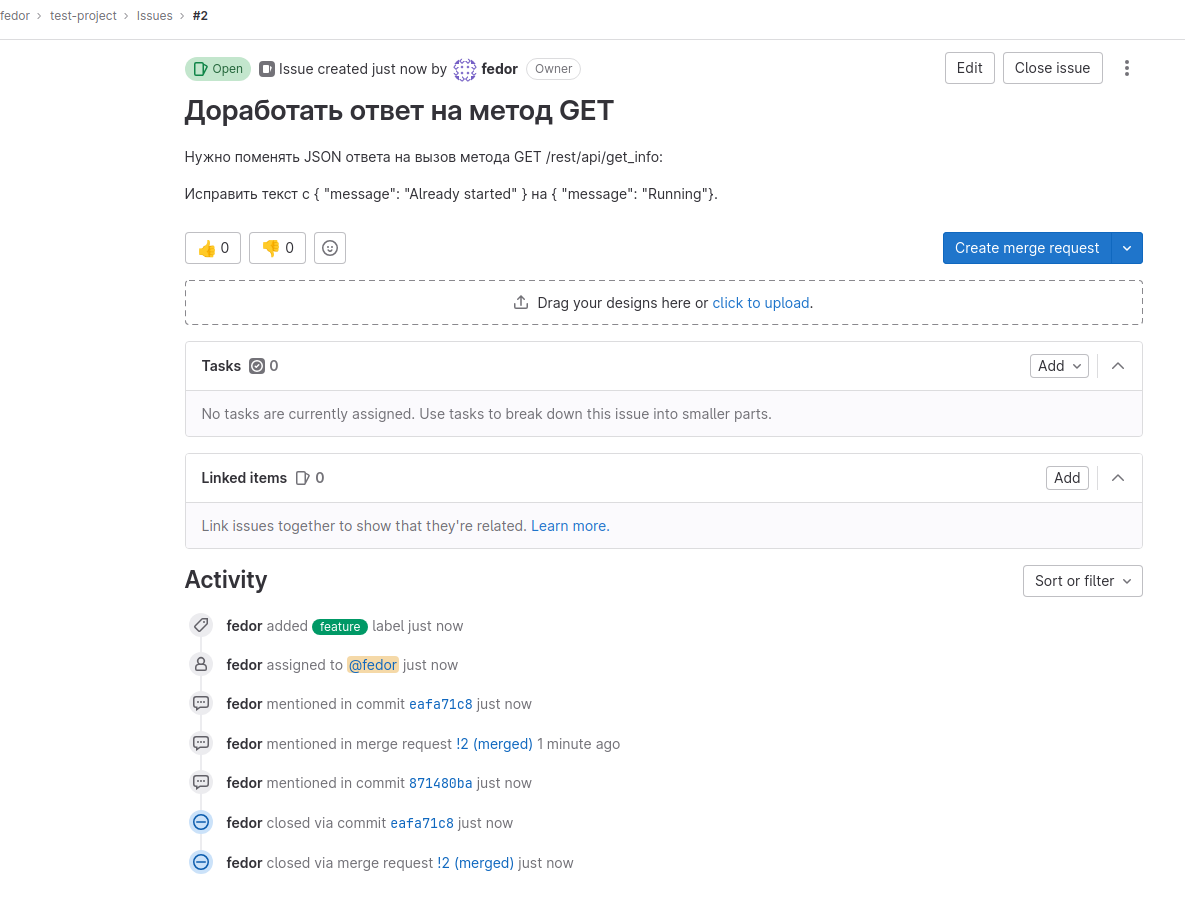 fedor › test-project › Issues › #2
Open Issue created just now by fedor Owner Edit Close issue
Доработать ответ на метод GET
Нужно поменять JSON ответа на вызов метода GET /rest/api/get_info:
Исправить текст с { "message": "Already started" } на { "message": "Running"}.
👍 0 👎 0 Create merge request
Drag your designs here or click to upload.
Tasks 0 Add
No tasks are currently assigned. Use tasks to break down this issue into smaller parts.
Linked items 0 Add
Link issues together to show that they're related. Learn more.
Activity Sort or filter
fedor added feature label just now
fedor assigned to @fedor just now
fedor mentioned in commit eafa71c8 just now
fedor mentioned in merge request !2 (merged) 1 minute ago
fedor mentioned in commit 871480ba just now
fedor closed via commit eafa71c8 just now
fedor closed via merge request !2 (merged) just now